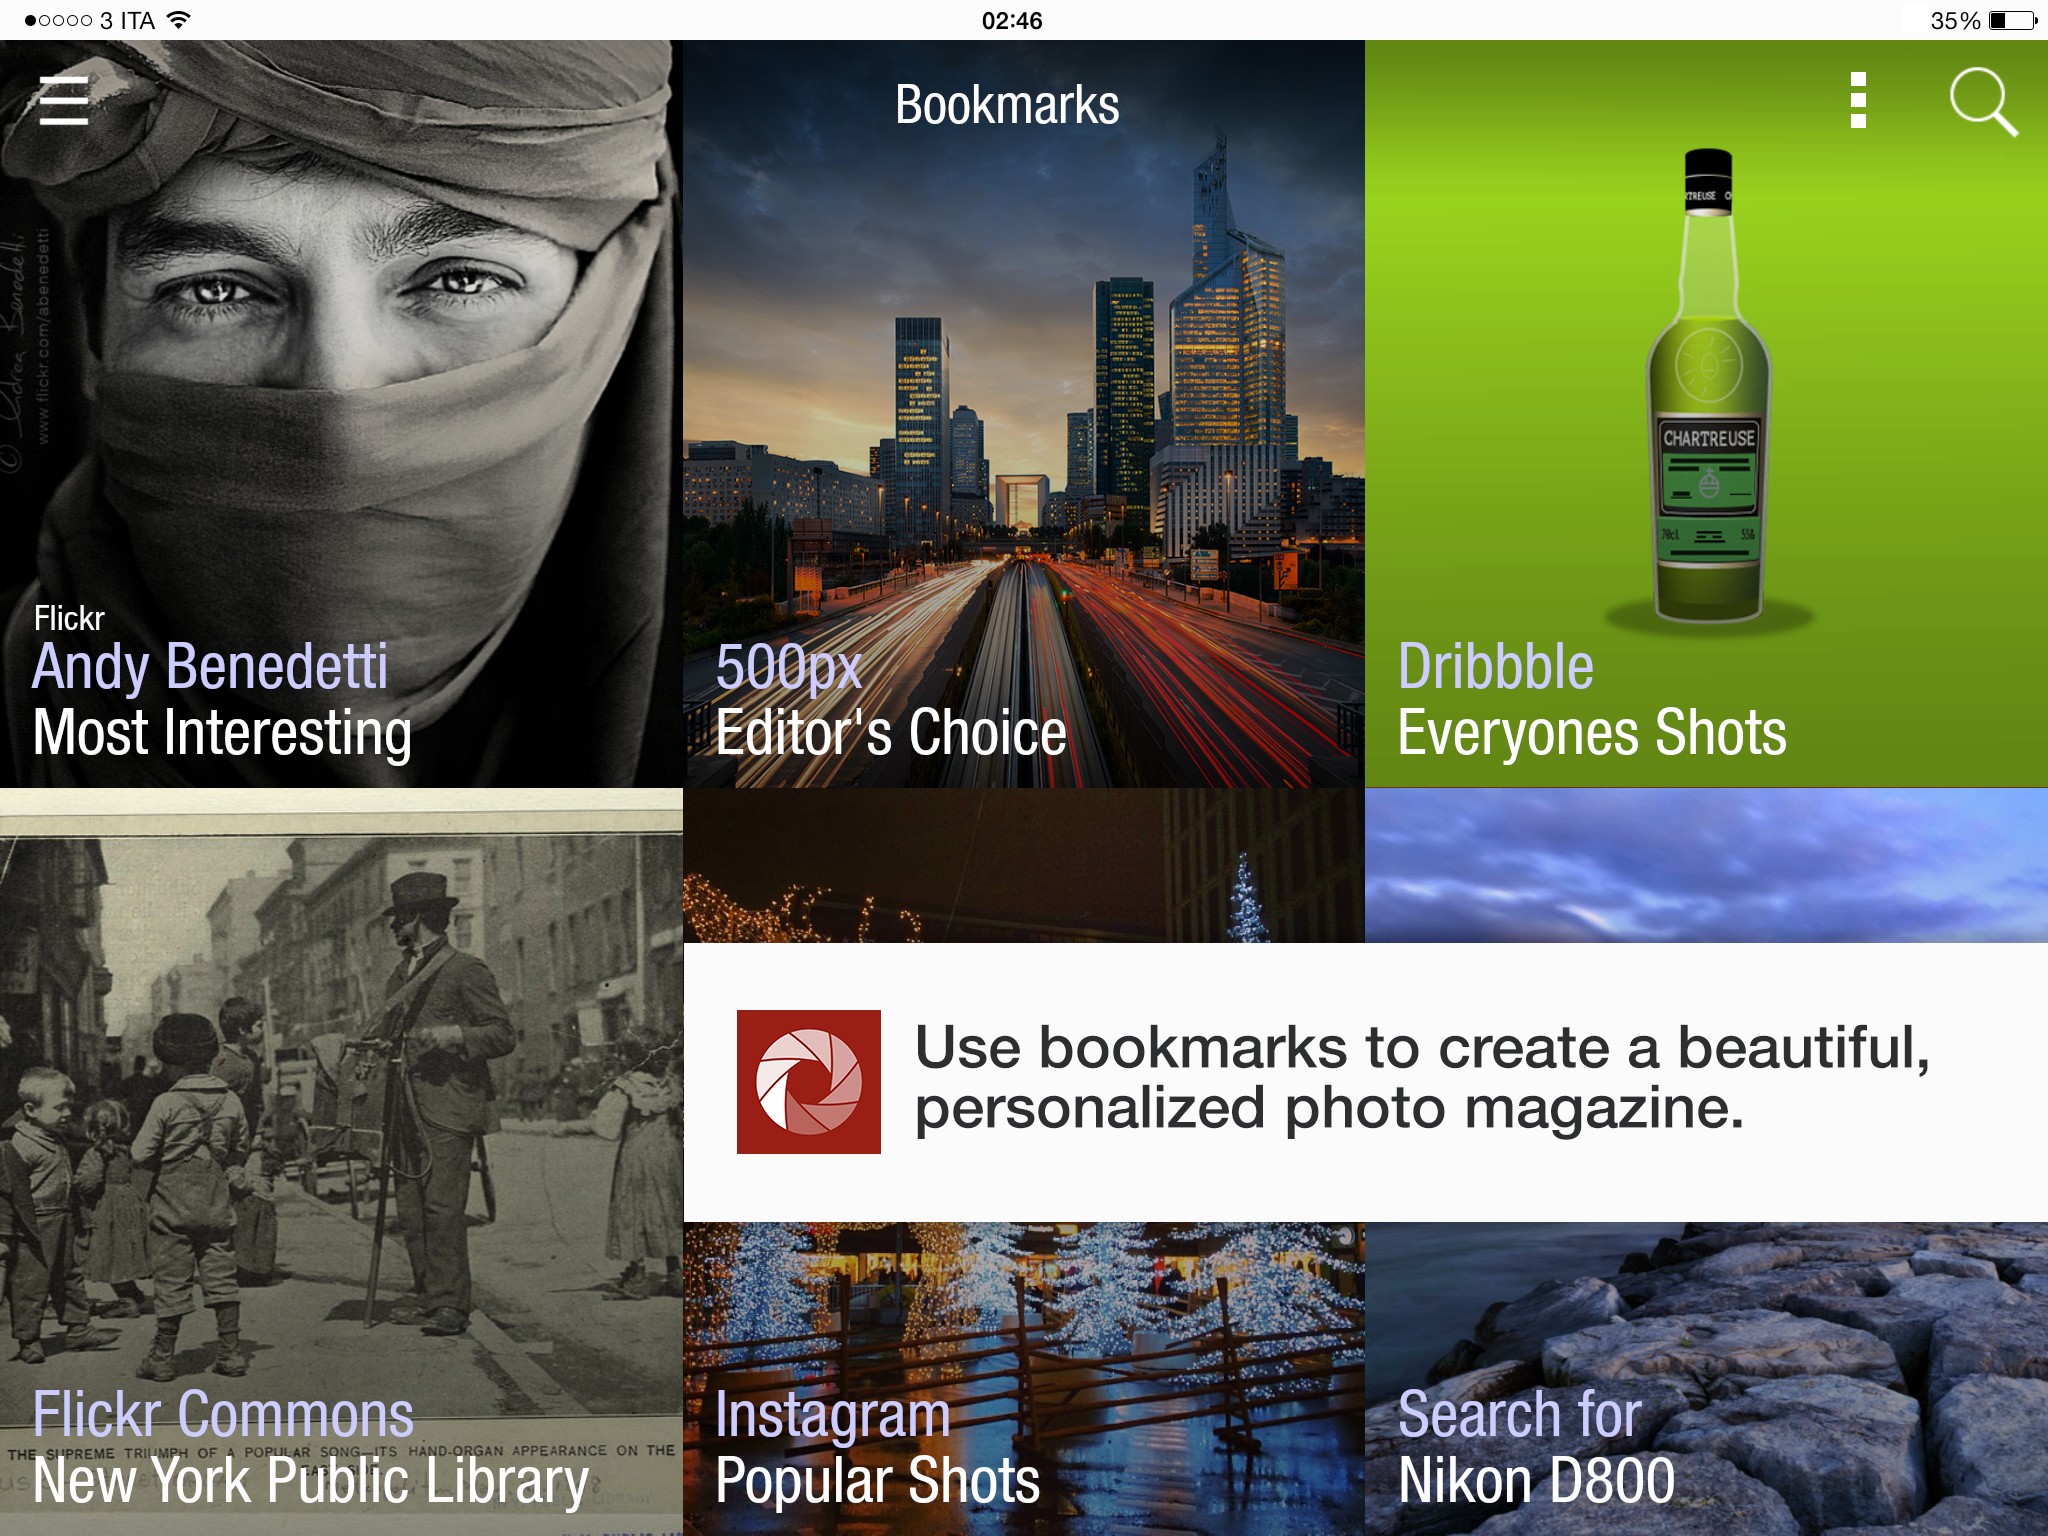 3 ITA
02:46
35%
Bookmarks
www.flickr.com/abenedetti
RTREUSE
CHARTREUSE
70cl
Flickr
Andy Benedetti
Most Interesting
500px
Editor's Choice
Dribbble
Everyones Shots
Use bookmarks to create a beautiful,
personalized photo magazine.
Flickr Commons
THE SUPREME TRIUMPH OF A POPULAR SONG—ITS HAND-ORGAN APPEARANCE ON THE
New York Public Library
Instagram
Popular Shots
Search for
Nikon D800